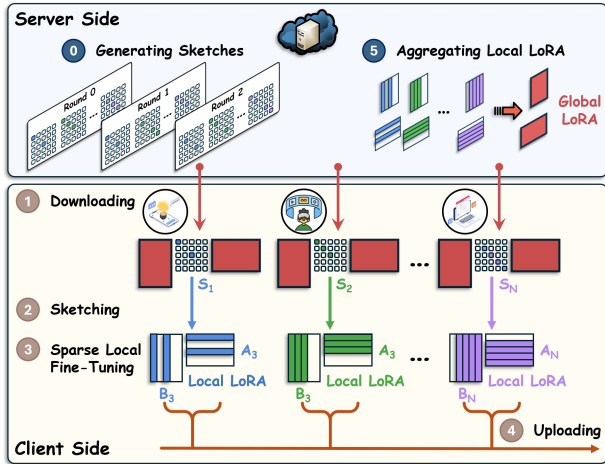 Server Side
0 Generating Sketches
5 Aggregating Local LoRA
Round 0
Round 1
Round 2
...
...
...
...
Global
LoRA
1 Downloading
...
S1
S2
SN
2 Sketching
3 Sparse Local
Fine-Tuning
A3
A3
...
AN
Local LoRA
Local LoRA
Local LoRA
B3
B3
BN
4 Uploading
Client Side